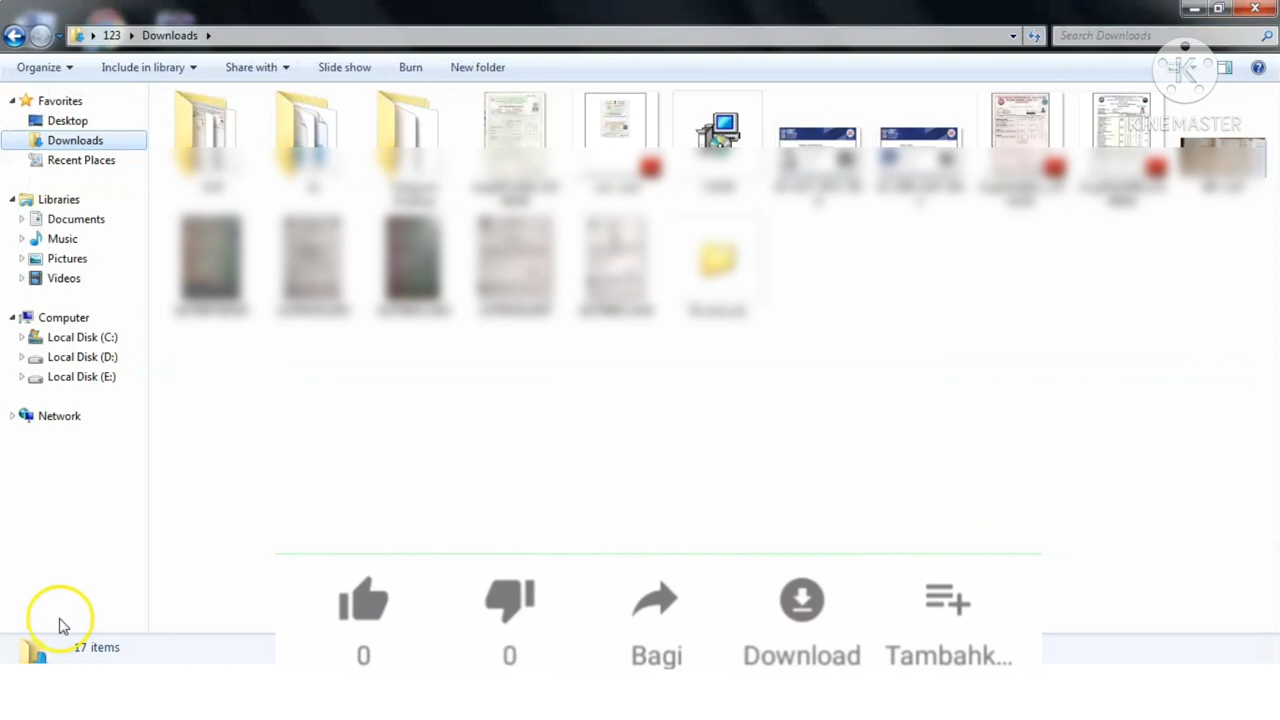 123 Downloads
Search Downloads
Organize Include in library Share with Slide show Burn New folder
KINEMASTER
Favorites
Desktop
Downloads
Recent Places
Libraries
Documents
Music
Pictures
Videos
Computer
Local Disk (C:)
Local Disk (D:)
Local Disk (E:)
Network
17 items
0 0 Bagi Download Tambahk...